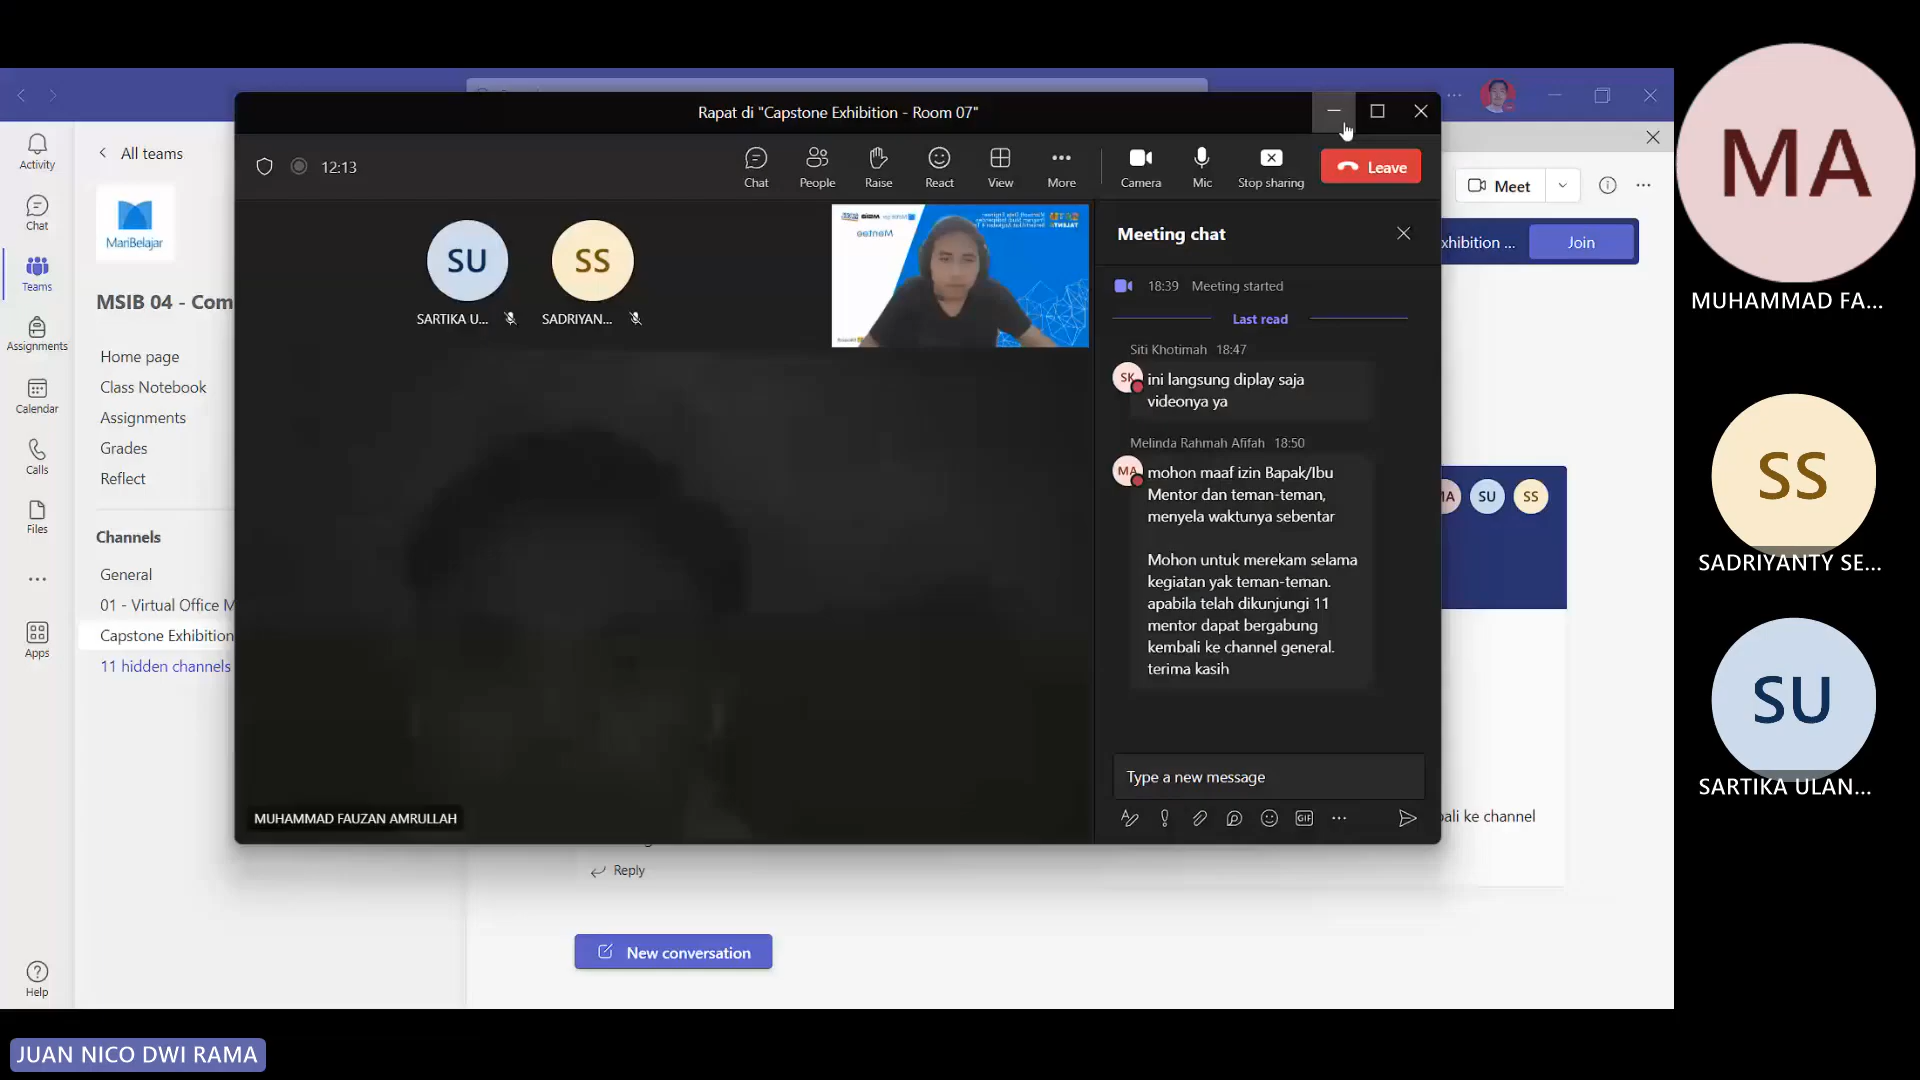 Rapat di "Capstone Exhibition - Room 07"
12:13
Chat
People
Raise
React
View
More
Camera
Mic
Stop sharing
Leave
Activity
Chat
Teams
Assignments
Calendar
Calls
Files
Apps
Help
All teams
MariBelajar
MSIB 04 - Com
Home page
Class Notebook
Assignments
Grades
Reflect
Channels
General
01 - Virtual Office M
Capstone Exhibition
11 hidden channels
SU
SARTIKA U...
SS
SADRIYAN...
Mentee
MUHAMMAD FAUZAN AMRULLAH
Meeting chat
18:39 Meeting started
Last read
Siti Khotimah 18:47
SK
ini langsung diplay saja
videonya ya
Melinda Rahmah Afifah 18:50
MA
mohon maaf izin Bapak/Ibu
Mentor dan teman-teman,
menyela waktunya sebentar
Mohon untuk merekam selama
kegiatan yak teman-teman.
apabila telah dikunjungi 11
mentor dapat bergabung
kembali ke channel general.
terima kasih
Type a new message
GIF
Meet
xhibition ...
Join
SU
SS
bali ke channel
Reply
New conversation
MA
MUHAMMAD FA...
SS
SADRIYANTY SE...
SU
SARTIKA ULAN...
JUAN NICO DWI RAMA